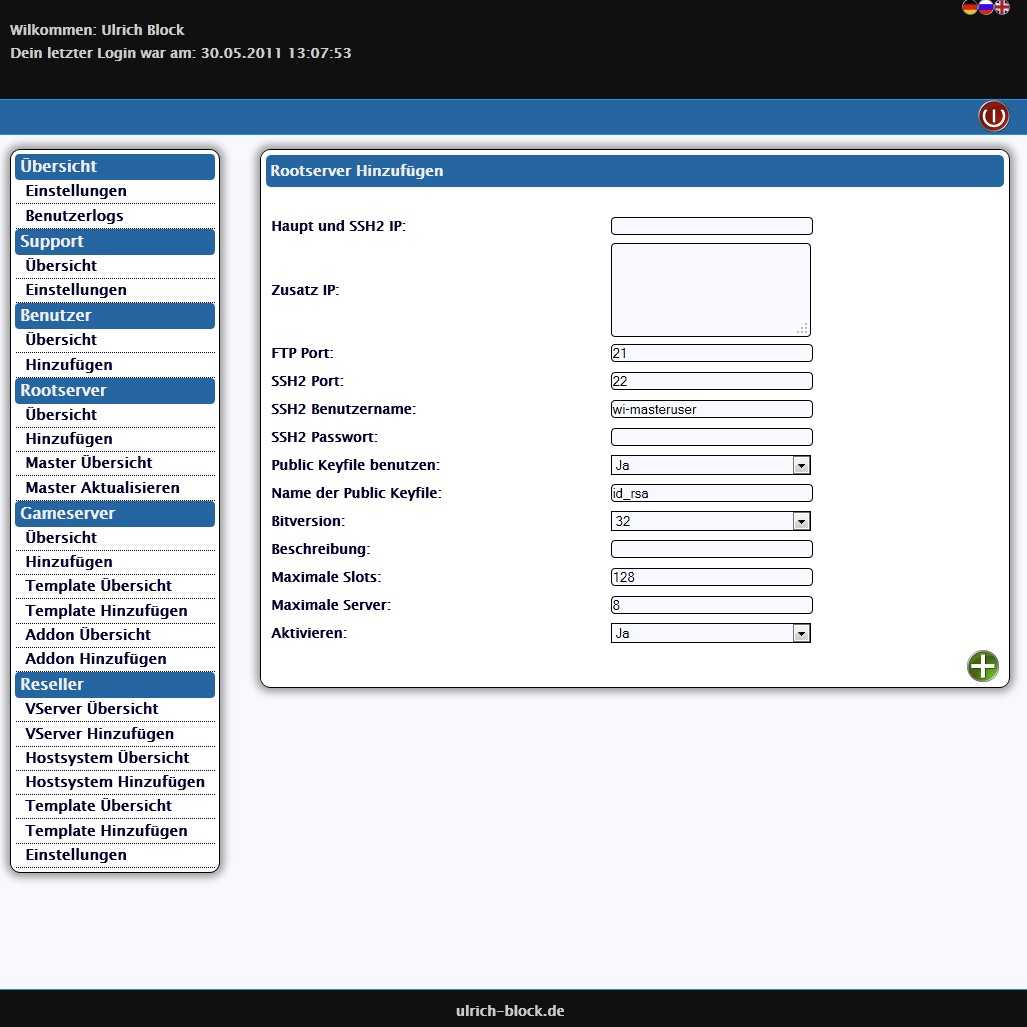 Wilkommen: Ulrich Block
Dein letzter Login war am: 30.05.2011 13:07:53
Übersicht
Einstellungen
Benutzerlogs
Support
Übersicht
Einstellungen
Benutzer
Übersicht
Hinzufügen
Rootserver
Übersicht
Hinzufügen
Master Übersicht
Master Aktualisieren
Gameserver
Übersicht
Hinzufügen
Template Übersicht
Template Hinzufügen
Addon Übersicht
Addon Hinzufügen
Reseller
VServer Übersicht
VServer Hinzufügen
Hostsystem Übersicht
Hostsystem Hinzufügen
Template Übersicht
Template Hinzufügen
Einstellungen
Rootserver Hinzufügen
Haupt und SSH2 IP:
Zusatz IP:
FTP Port: 21
SSH2 Port: 22
SSH2 Benutzername: wi-masteruser
SSH2 Passwort:
Public Keyfile benutzen: Ja
Name der Public Keyfile: id_rsa
Bitversion: 32
Beschreibung:
Maximale Slots: 128
Maximale Server: 8
Aktivieren: Ja
ulrich-block.de